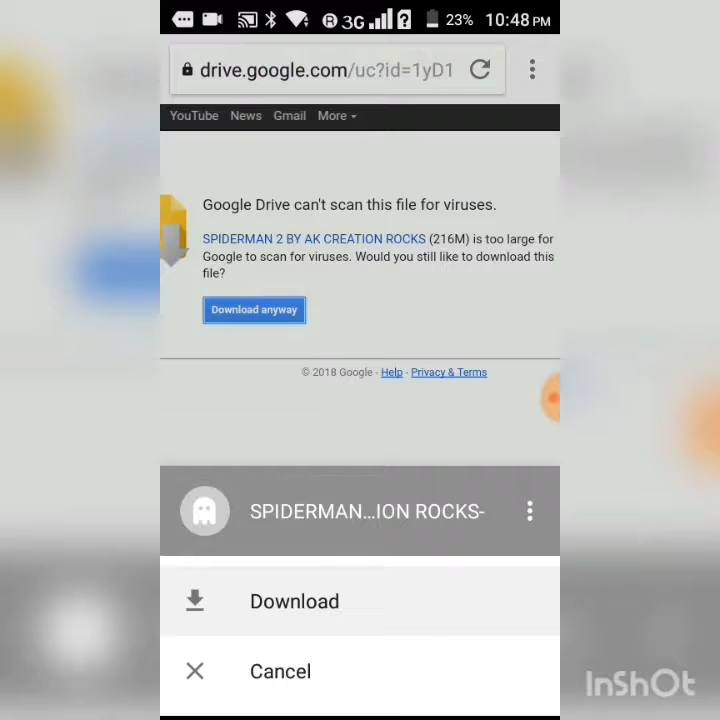 R 3G ? 23% 10:48 PM
drive.google.com/uc?id=1yD1
YouTube News Gmail More
Google Drive can't scan this file for viruses.
SPIDERMAN 2 BY AK CREATION ROCKS (216M) is too large for
Google to scan for viruses. Would you still like to download this
file?
Download anyway
© 2018 Google - Help - Privacy & Terms
SPIDERMAN...ION ROCKS-
Download
Cancel
InShOt